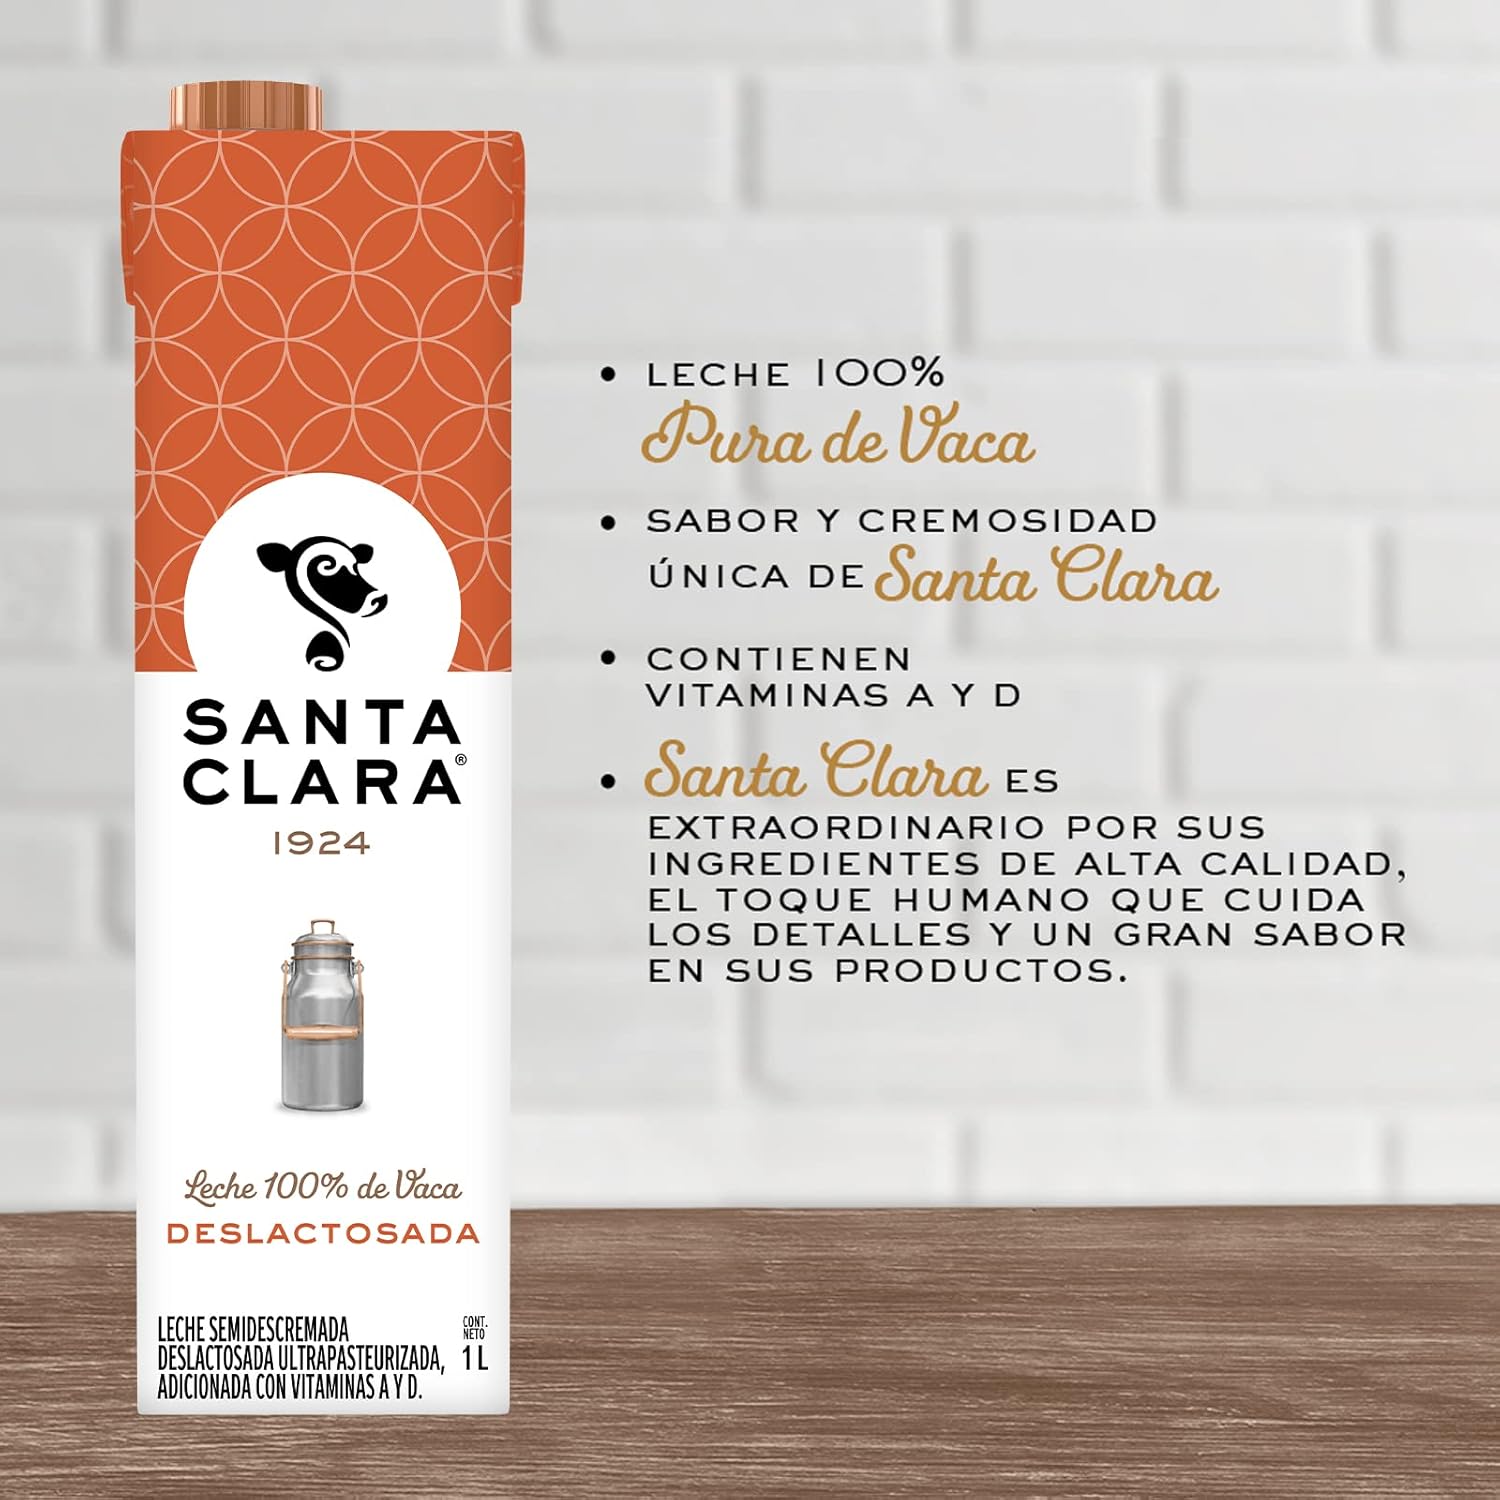 SANTA
CLARA®
1924
Leche 100% de Vaca
DESLACTOSADA
LECHE SEMIDESCREMADA
DESLACTOSADA ULTRAPASTEURIZADA,
ADICIONADA CON VITAMINAS A Y D.
CONT.
NETO
1 L
• LECHE 100%
Pura de Vaca
• SABOR Y CREMOSIDAD
ÚNICA DE Santa Clara
• CONTIENEN
VITAMINAS A Y D
• Santa Clara ES
EXTRAORDINARIO POR SUS
INGREDIENTES DE ALTA CALIDAD,
EL TOQUE HUMANO QUE CUIDA
LOS DETALLES Y UN GRAN SABOR
EN SUS PRODUCTOS.